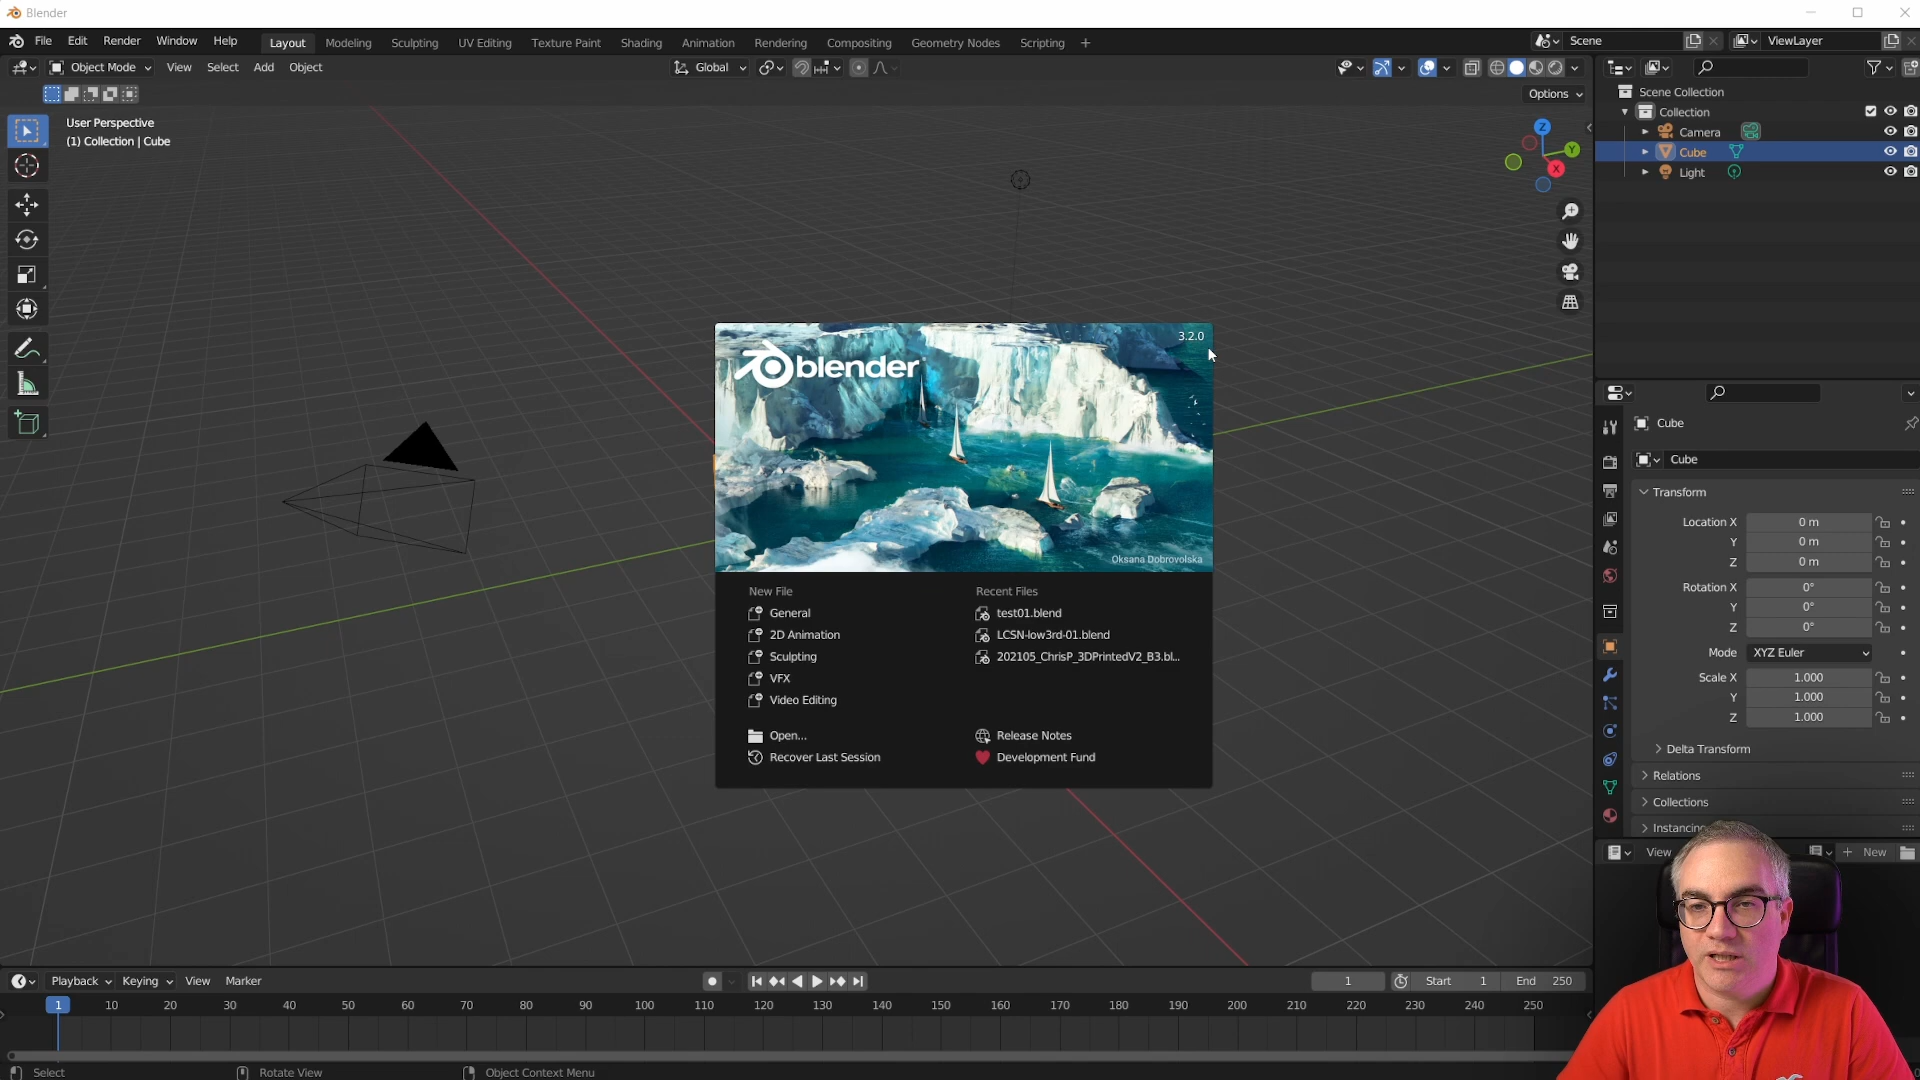 Blender
File Edit Render Window Help
Layout Modeling Sculpting UV Editing Texture Paint Shading Animation Rendering Compositing Geometry Nodes Scripting +
Scene
ViewLayer
Object Mode View Select Add Object
Global
Options
User Perspective
(1) Collection | Cube
Z
Y
X
Scene Collection
Collection
Camera
Cube
Light
3.2.0
blender
Oksana Dobrovolska
New File
General
2D Animation
Sculpting
VFX
Video Editing
Open...
Recover Last Session
Recent Files
test01.blend
LCSN-low3rd-01.blend
202105_ChrisP_3DPrintedV2_B3.bl...
Release Notes
Development Fund
Cube
Cube
Transform
Location X 0 m
Y 0 m
Z 0 m
Rotation X 0°
Y 0°
Z 0°
Mode XYZ Euler
Scale X 1.000
Y 1.000
Z 1.000
Delta Transform
Relations
Collections
View + New
Playback Keying View Marker
1 Start 1 End 250
1 10 20 30 40 50 60 70 80 90 100 110 120 130 140 150 160 170 180 190 200 210 220 230 240 250
Select Rotate View Object Context Menu